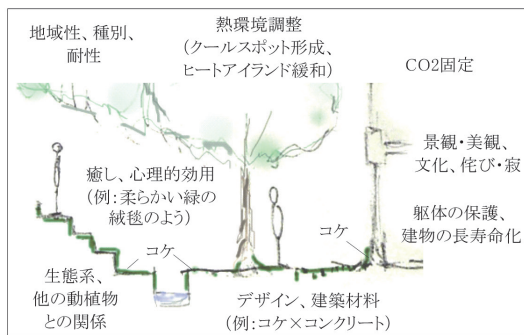 地域性、種別、
耐性
熱環境調整
（クールスポット形成、
ヒートアイランド緩和）
CO2固定
癒し、心理的効用
（例：柔らかい緑の
絨毯のよう）
景観・美観、
文化、侘び・寂
躯体の保護、
建物の長寿命化
コケ
コケ
生態系、
他の動植物
との関係
デザイン、建築材料
（例：コケ×コンクリート）